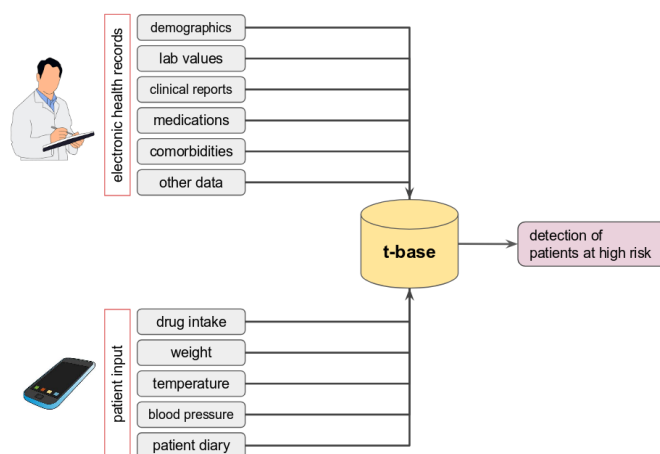 electronic health records
demographics
lab values
clinical reports
medications
comorbidities
other data
t-base
detection of
patients at high risk
patient input
drug intake
weight
temperature
blood pressure
patient diary